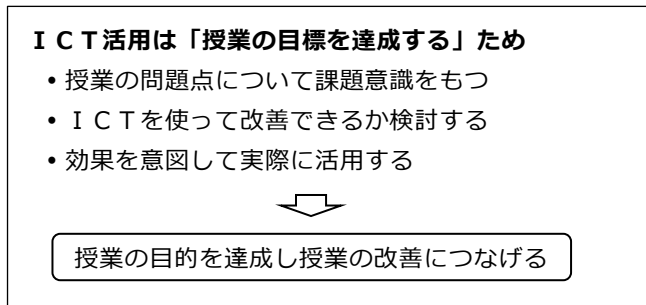 ＩＣＴ活用は「授業の目標を達成する」ため
• 授業の問題点について課題意識をもつ
• ＩＣＴを使って改善できるか検討する
• 効果を意図して実際に活用する
授業の目的を達成し授業の改善につなげる